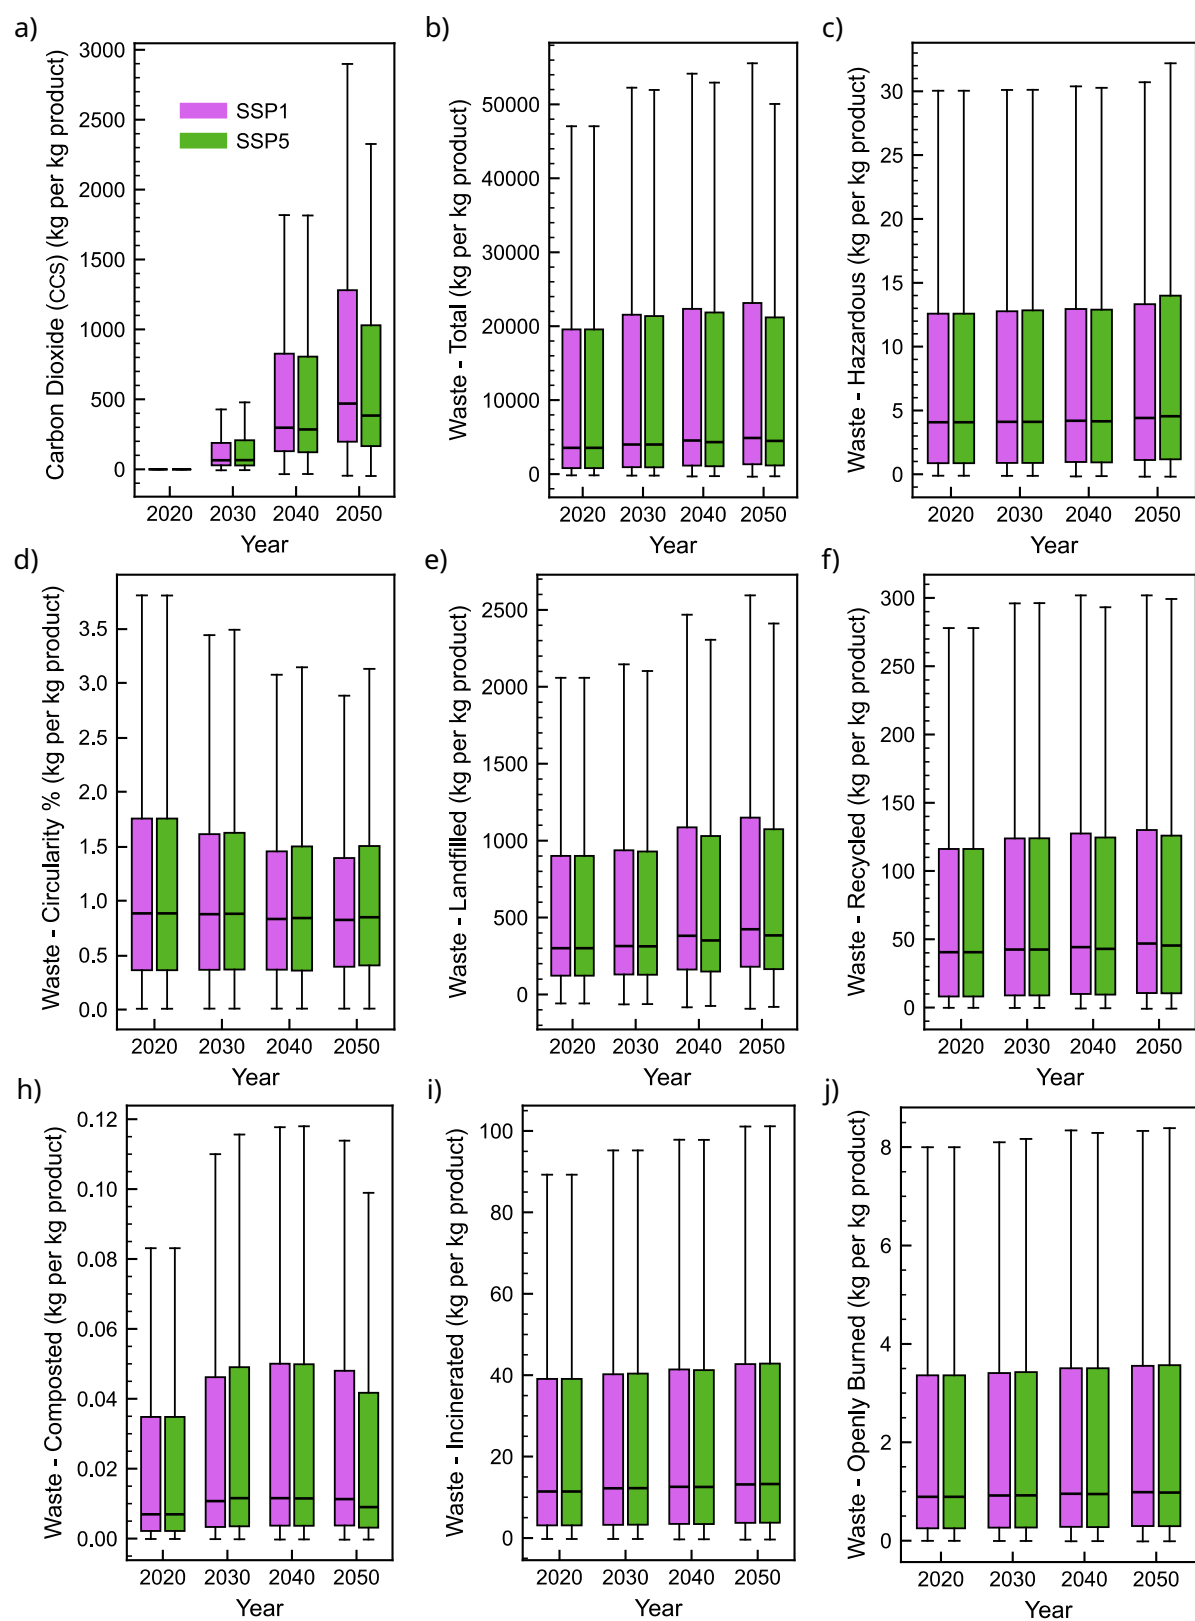 a)
Carbon Dioxide (CCS) (kg per kg product)
3000
2500
2000
1500
1000
500
0
SSP1
SSP5
2020 2030 2040 2050
Year
b)
Waste - Total (kg per kg product)
50000
40000
30000
20000
10000
0
2020 2030 2040 2050
Year
c)
Waste - Hazardous (kg per kg product)
30
25
20
15
10
5
0
2020 2030 2040 2050
Year
d)
Waste - Circularity % (kg per kg product)
3.5
3.0
2.5
2.0
1.5
1.0
0.5
0.0
2020 2030 2040 2050
Year
e)
Waste - Landfilled (kg per kg product)
2500
2000
1500
1000
500
0
2020 2030 2040 2050
Year
f)
Waste - Recycled (kg per kg product)
300
250
200
150
100
50
0
2020 2030 2040 2050
Year
h)
Waste - Composted (kg per kg product)
0.12
0.10
0.08
0.06
0.04
0.02
0.00
2020 2030 2040 2050
Year
i)
Waste - Incinerated (kg per kg product)
100
80
60
40
20
0
2020 2030 2040 2050
Year
j)
Waste - Openly Burned (kg per kg product)
8
6
4
2
0
2020 2030 2040 2050
Year